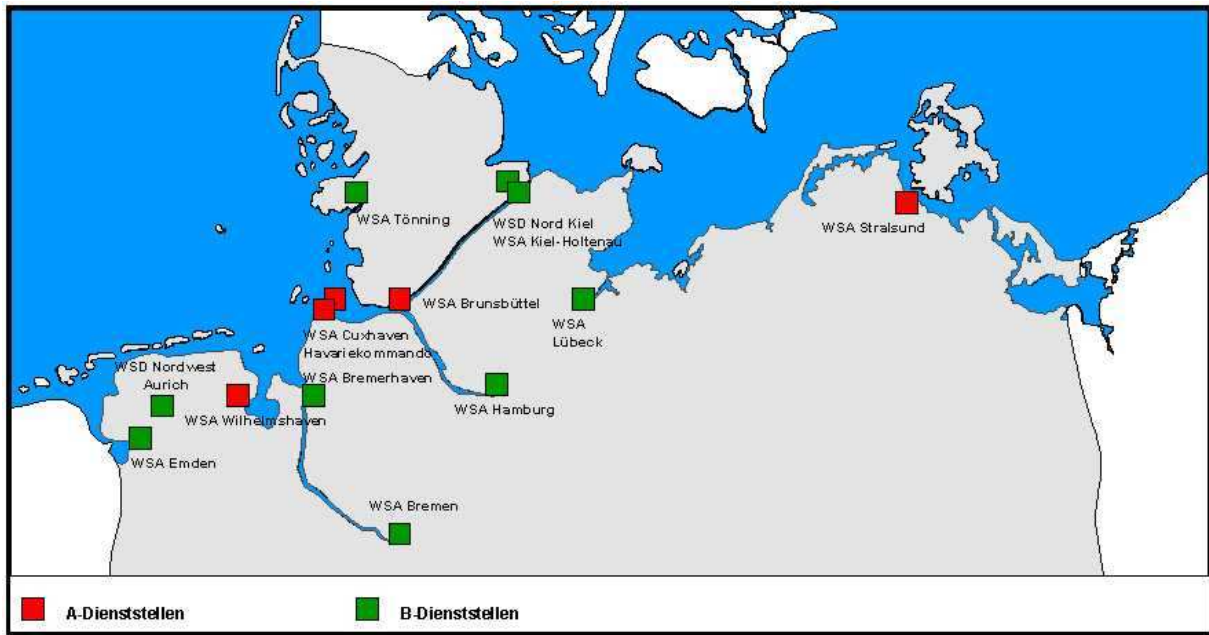 WSA Tönning
WSD Nord Kiel
WSA Kiel-Holtenau
WSA Stralsund
WSA Brunsbüttel
WSA Cuxhaven
Havariekommando
WSA
Lübeck
WSD Nordwest
Aurich
WSA Bremerhaven
WSA Hamburg
WSA Wilhelmshaven
WSA Emden
WSA Bremen
A-Dienststellen
B-Dienststellen